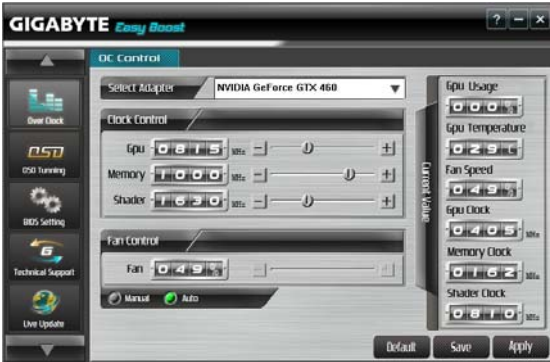 GIGABYTE Easy Boost
? – ×
OC Control
Select Adapter
NVIDIA GeForce GTX 460
Clock Control
Gpu 0815 MHz
Memory 1000 MHz
Shader 1630 MHz
Fan Control
Fan 049%
Manual Auto
Over Clock
OSD
OSD Tunning
BIOS Setting
Technical Support
Live Update
Current Value
Gpu Usage
000%
Gpu Temperature
029C
Fan Speed
049%
Gpu Clock
0405 MHz
Memory Clock
0162 MHz
Shader Clock
0810 MHz
Default Save Apply